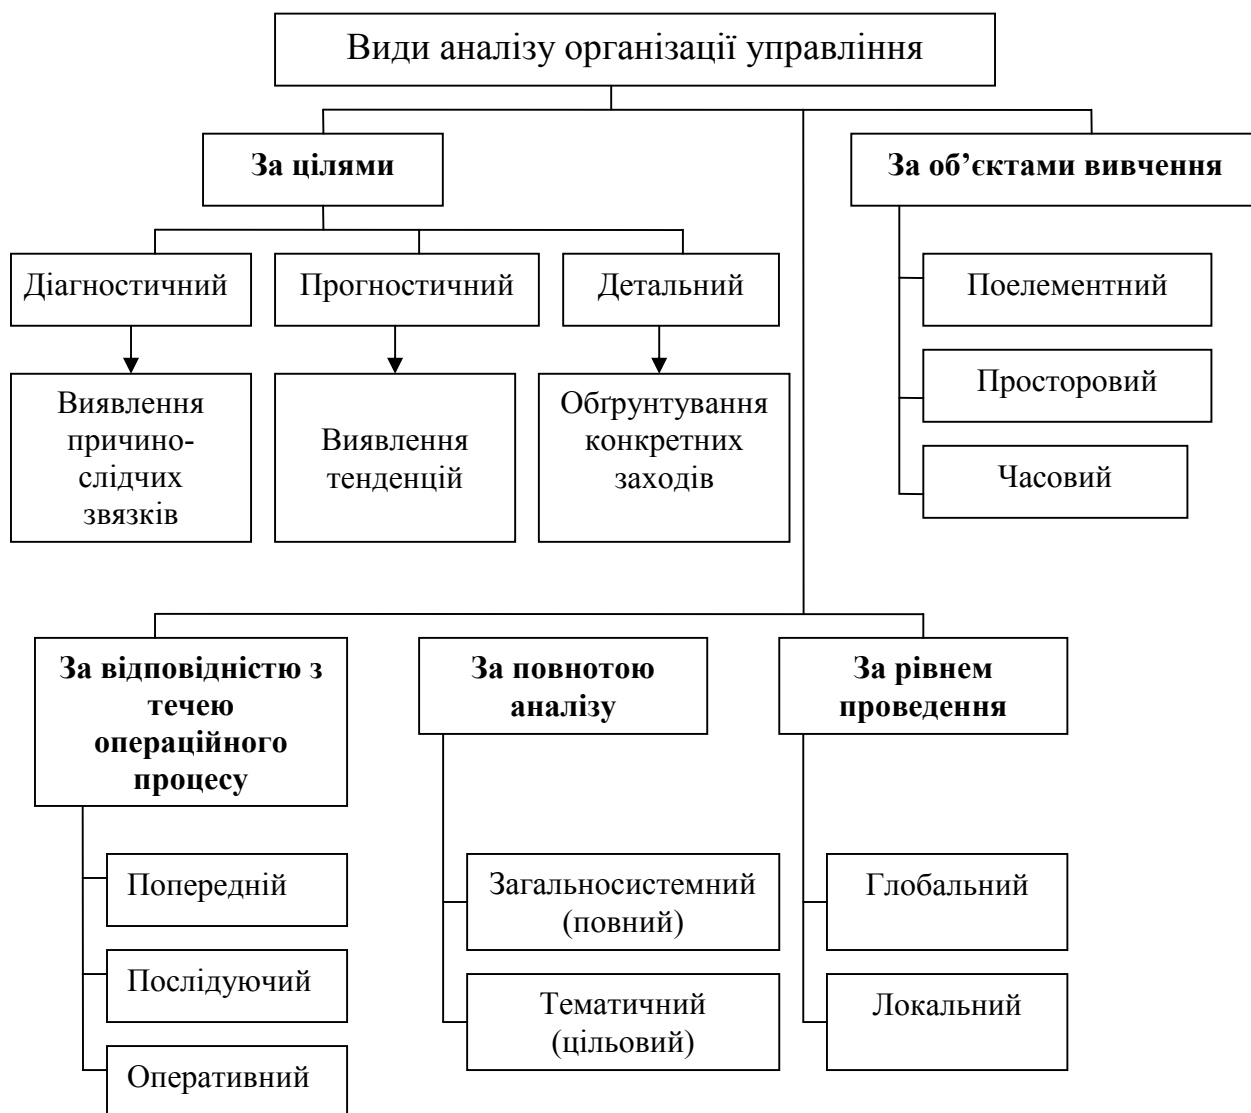 Види аналізу організації управління
За цілями
За об’єктами вивчення
Діагностичний
Прогностичний
Детальний
Виявлення
причино-
слідчих
звязків
Виявлення
тенденцій
Обґрунтування
конкретних
заходів
Поелементний
Просторовий
Часовий
За відповідністю з
течею
операційного
процесу
За повнотою
аналізу
За рівнем
проведення
Попередній
Послідуючий
Оперативний
Загальносистемний
(повний)
Тематичний
(цільовий)
Глобальний
Локальний